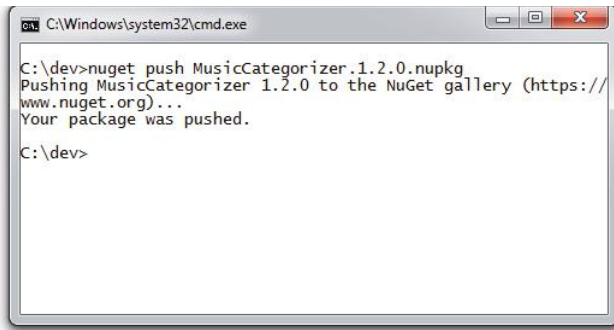 C:\Windows\system32\cmd.exe
C:\dev>nuget push MusicCategorizer.1.2.0.nupkg
Pushing MusicCategorizer 1.2.0 to the NuGet gallery (https://
www.nuget.org)...
Your package was pushed.
C:\dev>